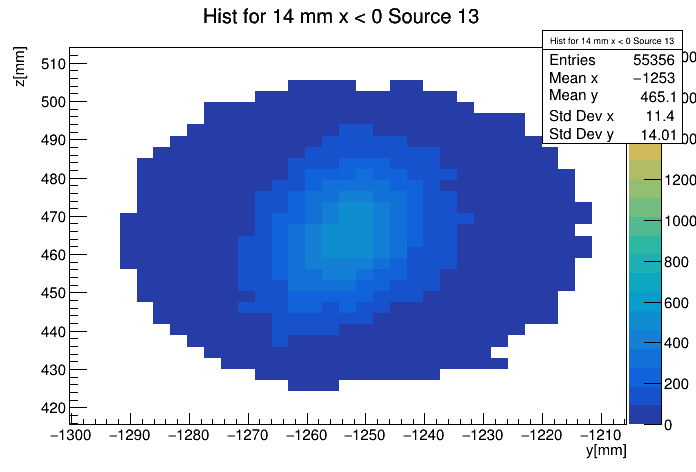 Hist for 14 mm x < 0 Source 13
Hist for 14 mm x < 0 Source 13
Entries 55356
Mean x −1253
Mean y 465.1
Std Dev x 11.4
Std Dev y 14.01
z[mm]
510
500
490
480
470
460
450
440
430
420
1200
1000
800
600
400
200
0
−1300 −1290 −1280 −1270 −1260 −1250 −1240 −1230 −1220 −1210
y[mm]